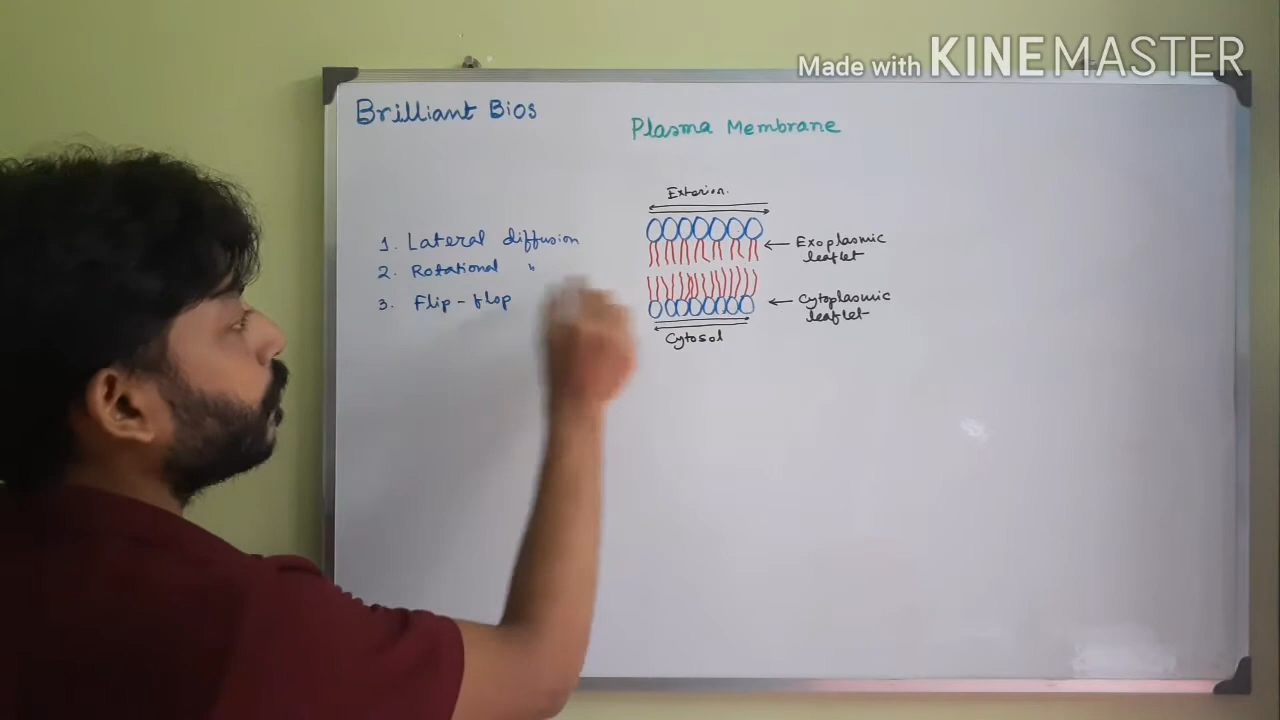 Made with KINEMASTER
Brilliant Bios
Plasma Membrane
Exterior.
1. Lateral diffusion
2. Rotational "
3. Flip-flop
Exoplasmic
leaflet
Cytoplasmic
leaflet
Cytosol